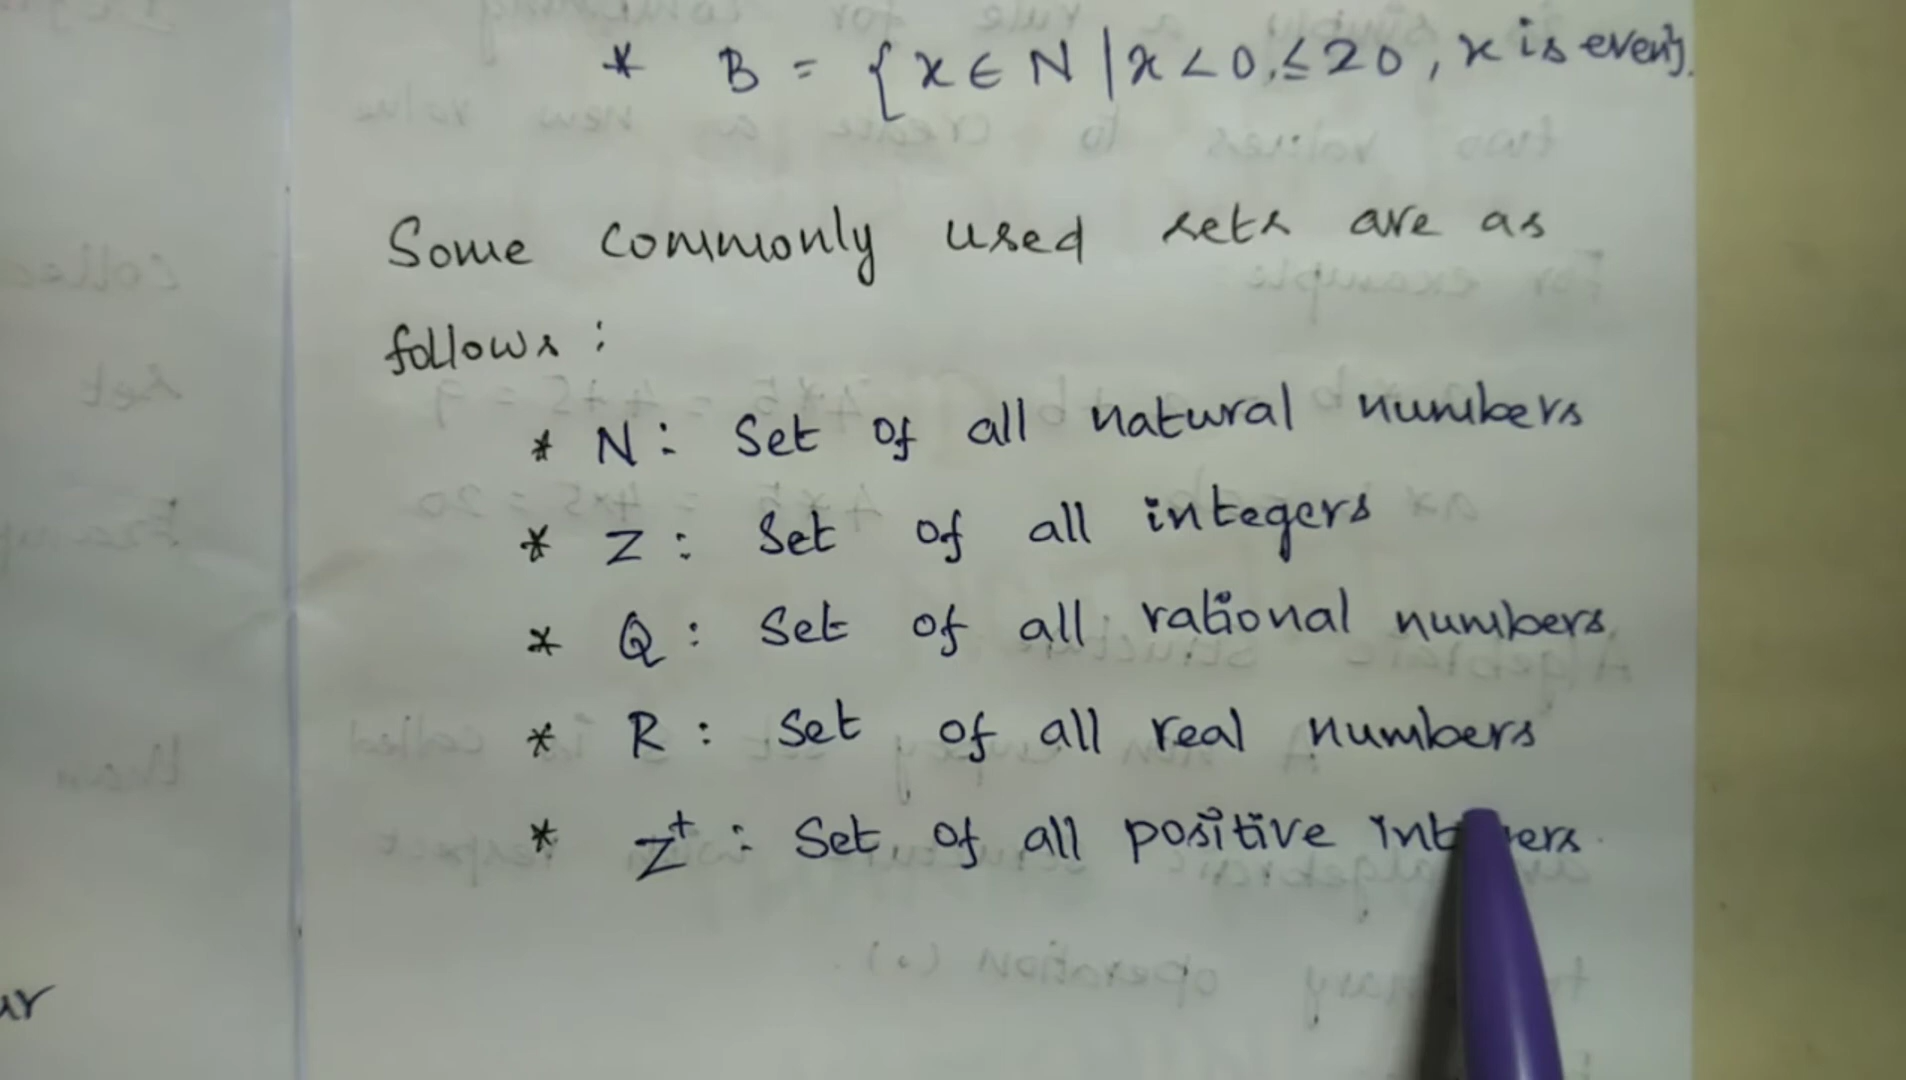 * B = {x ∈ N | x < 0, ≤ 20, x is even}.
Some commonly used sets are as
follows:
* N: Set of all natural numbers
* Z: Set of all integers
* Q: Set of all rational numbers
* R: Set of all real numbers
* Z⁺: Set of all positive